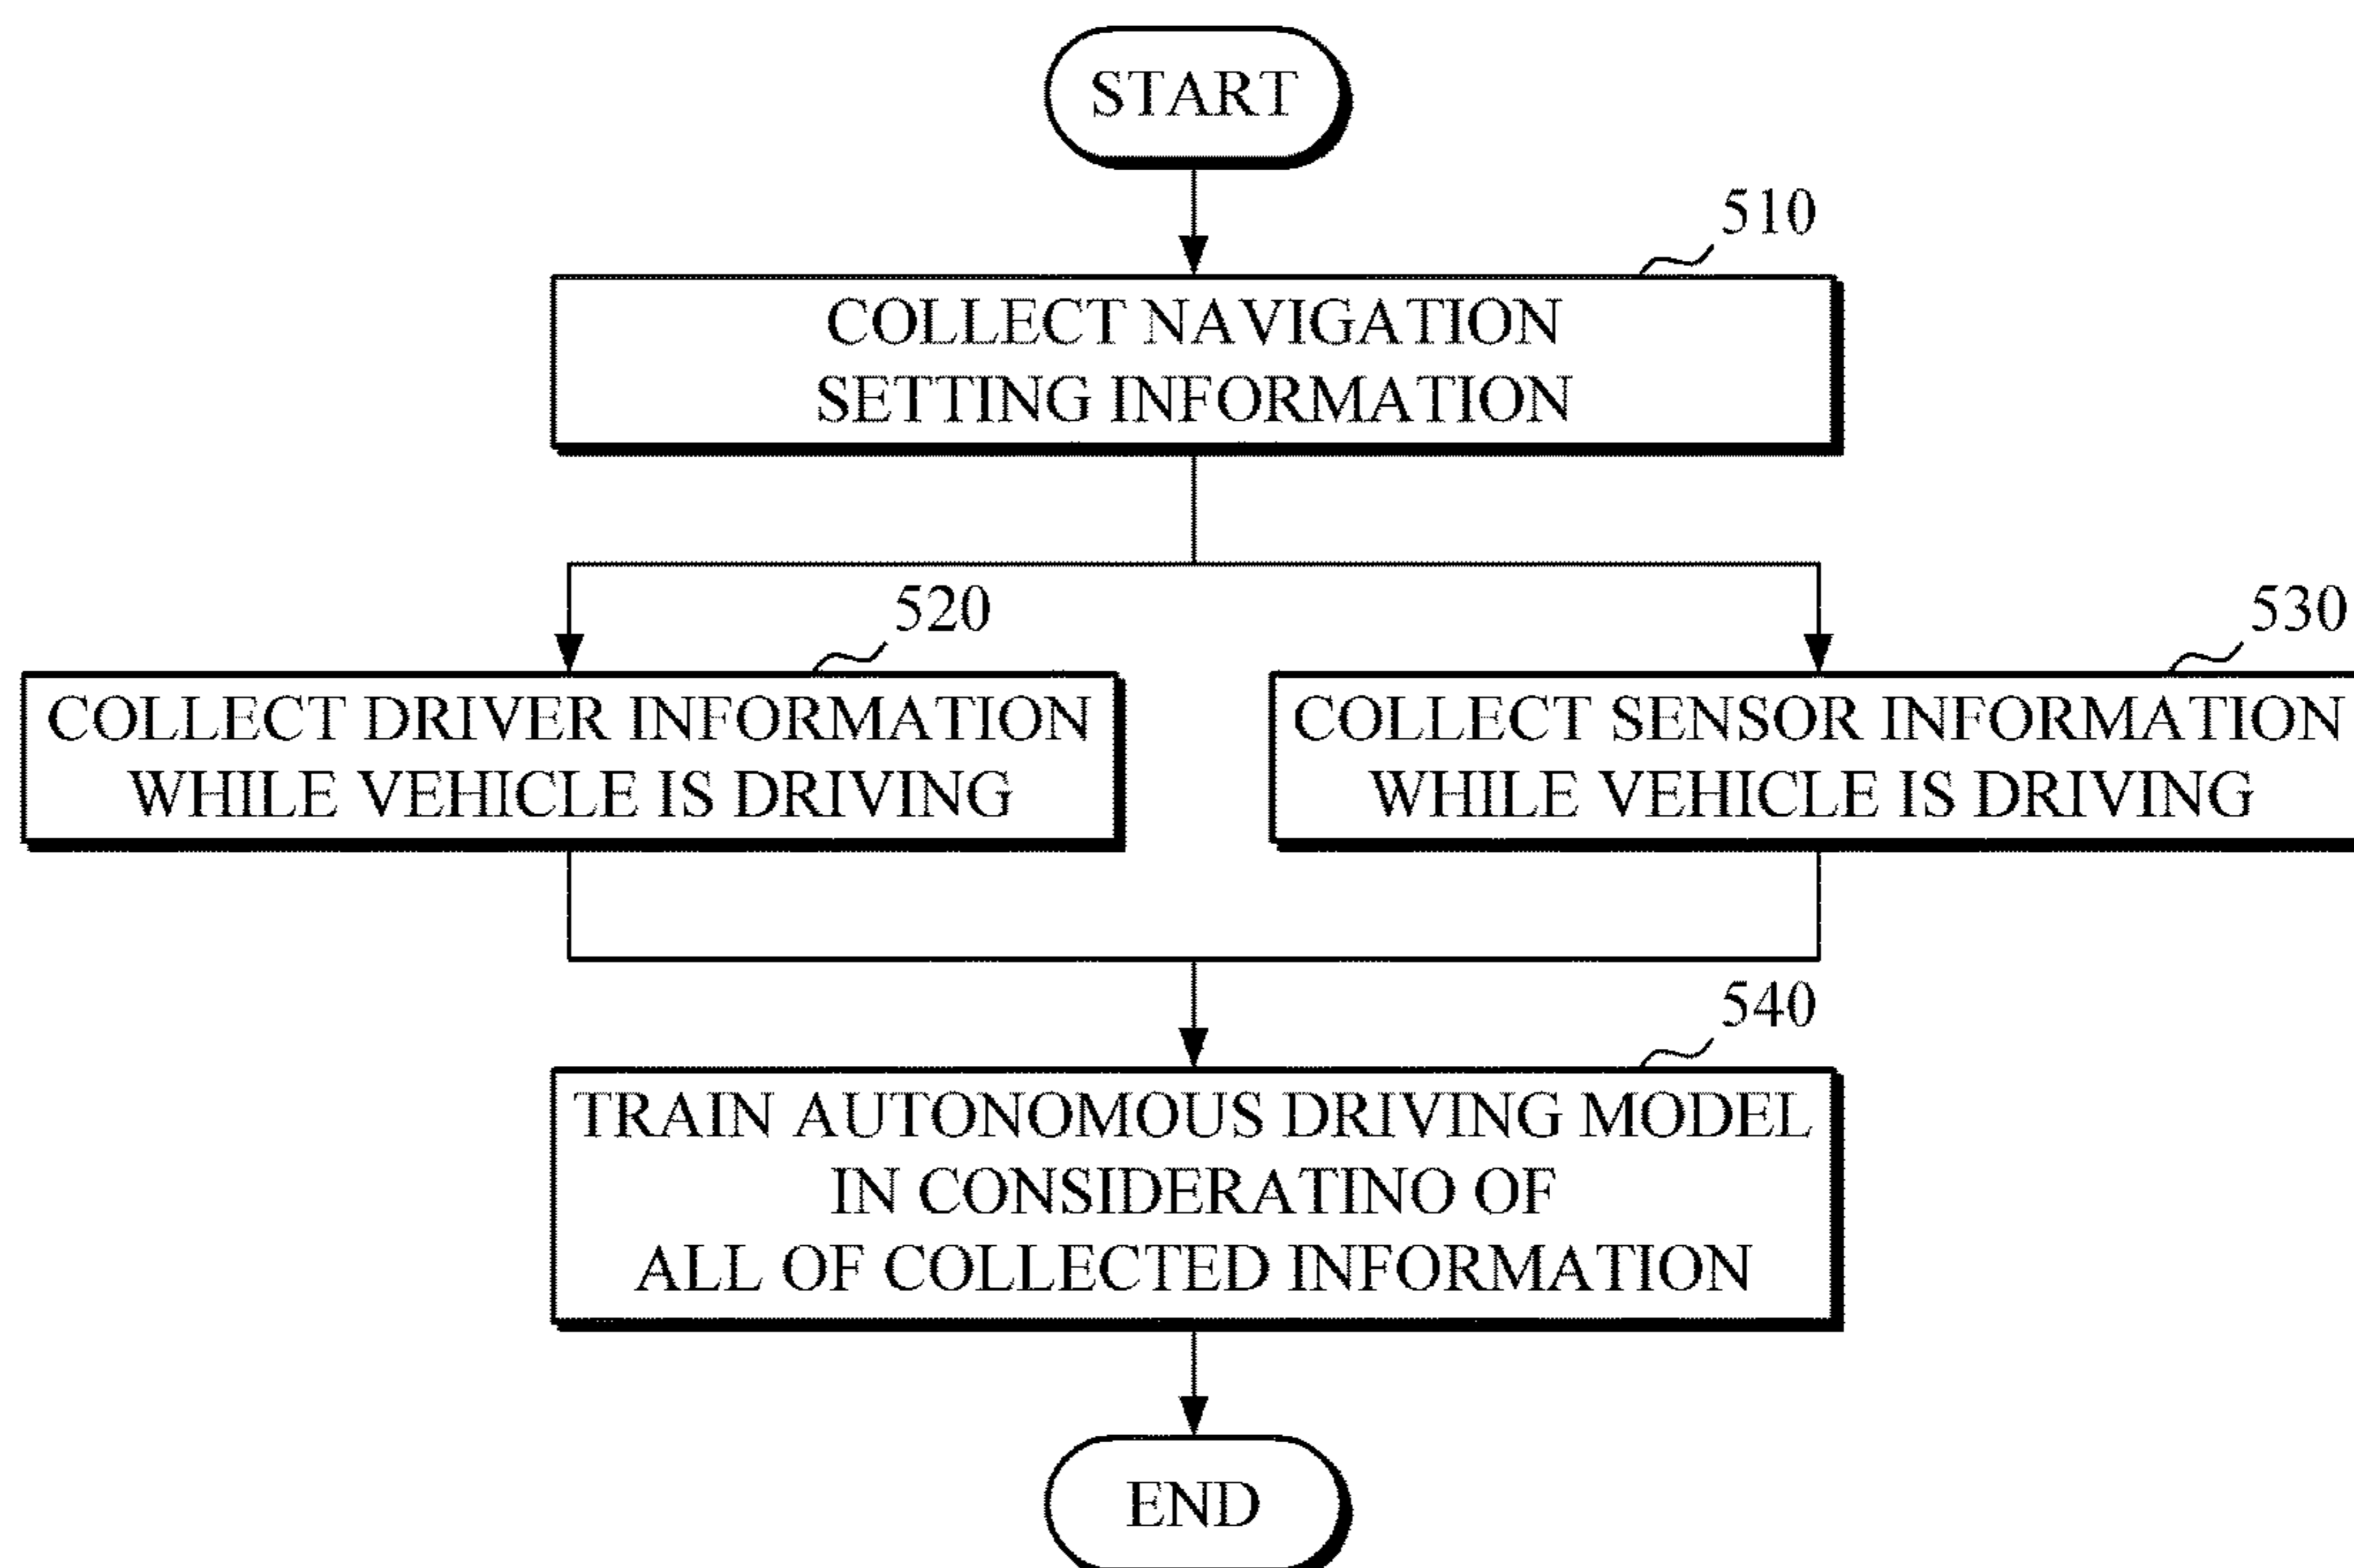 START
510
COLLECT NAVIGATION
SETTING INFORMATION
520
COLLECT DRIVER INFORMATION
WHILE VEHICLE IS DRIVING
530
COLLECT SENSOR INFORMATION
WHILE VEHICLE IS DRIVING
540
TRAIN AUTONOMOUS DRIVING MODEL
IN CONSIDERATINO OF
ALL OF COLLECTED INFORMATION
END